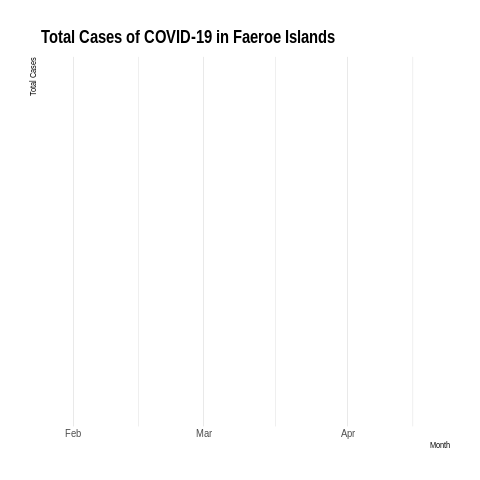 Total Cases of COVID-19 in Faeroe Islands
Total Cases
Feb Mar Apr
Month